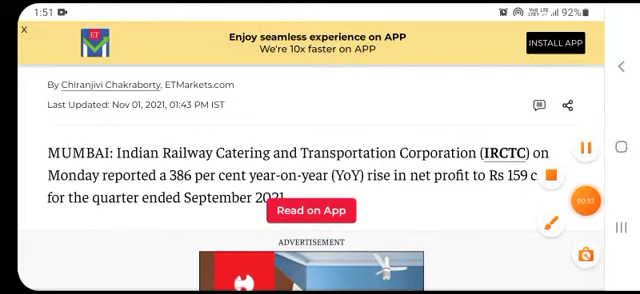 1:51
92%
X
ET
Enjoy seamless experience on APP
We're 10x faster on APP
INSTALL APP
By Chiranjivi Chakraborty, ETMarkets.com
Last Updated: Nov 01, 2021, 01:43 PM IST
MUMBAI: Indian Railway Catering and Transportation Corporation (IRCTC) on
Monday reported a 386 per cent year-on-year (YoY) rise in net profit to Rs 159 c
for the quarter ended September 2021
00:52
Read on App
ADVERTISEMENT